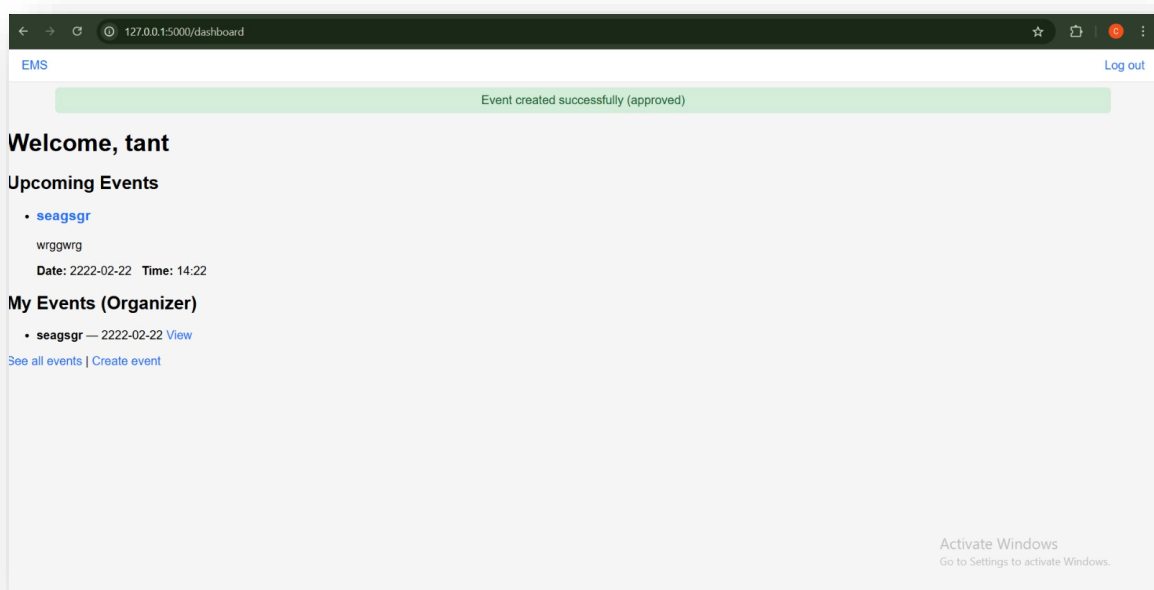 127.0.0.1:5000/dashboard
C
EMS Log out
Event created successfully (approved)
Welcome, tant
Upcoming Events
• seagsgr
wrggwrg
Date: 2222-02-22 Time: 14:22
My Events (Organizer)
• seagsgr — 2222-02-22 View
See all events | Create event
Activate Windows
Go to Settings to activate Windows.